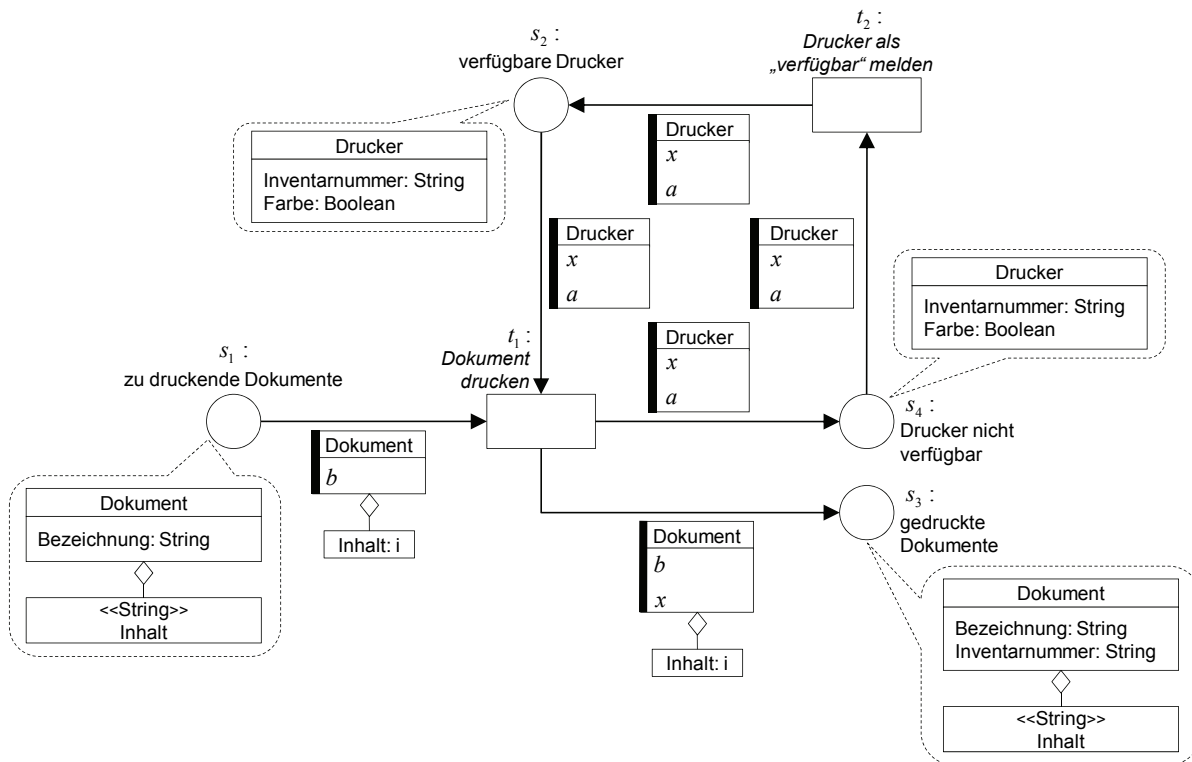 t2 :
Drucker als
„verfügbar“ melden
s2 :
verfügbare Drucker
Drucker
Inventarnummer: String
Farbe: Boolean
Drucker
x
a
Drucker
x
a
Drucker
x
a
Drucker
Inventarnummer: String
Farbe: Boolean
t1 :
Dokument
drucken
Drucker
x
a
s1 :
zu druckende Dokumente
s4 :
Drucker nicht
verfügbar
Dokument
b
Inhalt: i
Dokument
Bezeichnung: String
<<String>>
Inhalt
s3 :
gedruckte
Dokumente
Dokument
b
x
Inhalt: i
Dokument
Bezeichnung: String
Inventarnummer: String
<<String>>
Inhalt